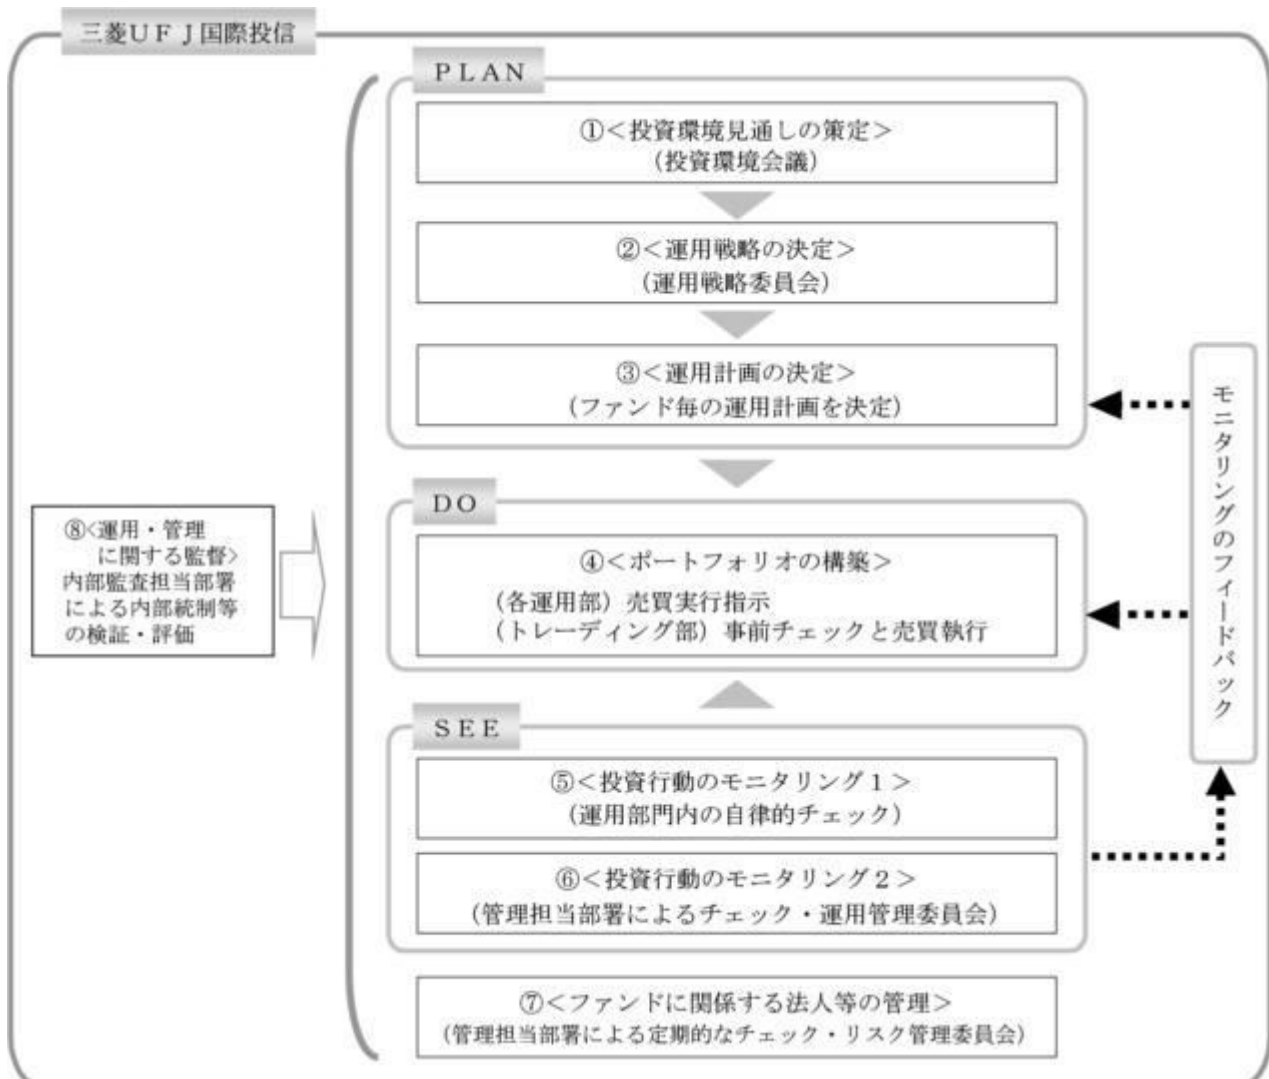 三菱ＵＦＪ国際投信
ＰＬＡＮ
①＜投資環境見通しの策定＞
（投資環境会議）
②＜運用戦略の決定＞
（運用戦略委員会）
③＜運用計画の決定＞
（ファンド毎の運用計画を決定）
ＤＯ
④＜ポートフォリオの構築＞
（各運用部）売買実行指示
（トレーディング部）事前チェックと売買執行
ＳＥＥ
⑤＜投資行動のモニタリング１＞
（運用部門内の自律的チェック）
⑥＜投資行動のモニタリング２＞
（管理担当部署によるチェック・運用管理委員会）
⑦＜ファンドに関係する法人等の管理＞
（管理担当部署による定期的なチェック・リスク管理委員会）
⑧＜運用・管理
に関する監督＞
内部監査担当部署
による内部統制等
の検証・評価
モニタリングのフィードバック